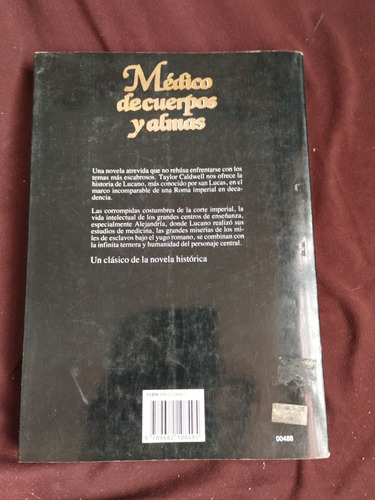 Médico
de cuerpos
y almas
Una novela atrevida que no rehúsa enfrentarse con los
temas más escabrosos. Taylor Caldwell nos ofrece la
historia de Lucano, más conocido por san Lucas, en el
marco incomparable de una Roma imperial en deca-
dencia.
Las corrompidas costumbres de la corte imperial, la
vida intelectual de los grandes centros de enseñanza,
especialmente Alejandría, donde Lucano realizó sus
estudios de medicina, las grandes miserias de los mi-
les de esclavos bajo el yugo romano, se combinan con
la infinita ternura y humanidad del personaje central.
Un clásico de la novela histórica
00488